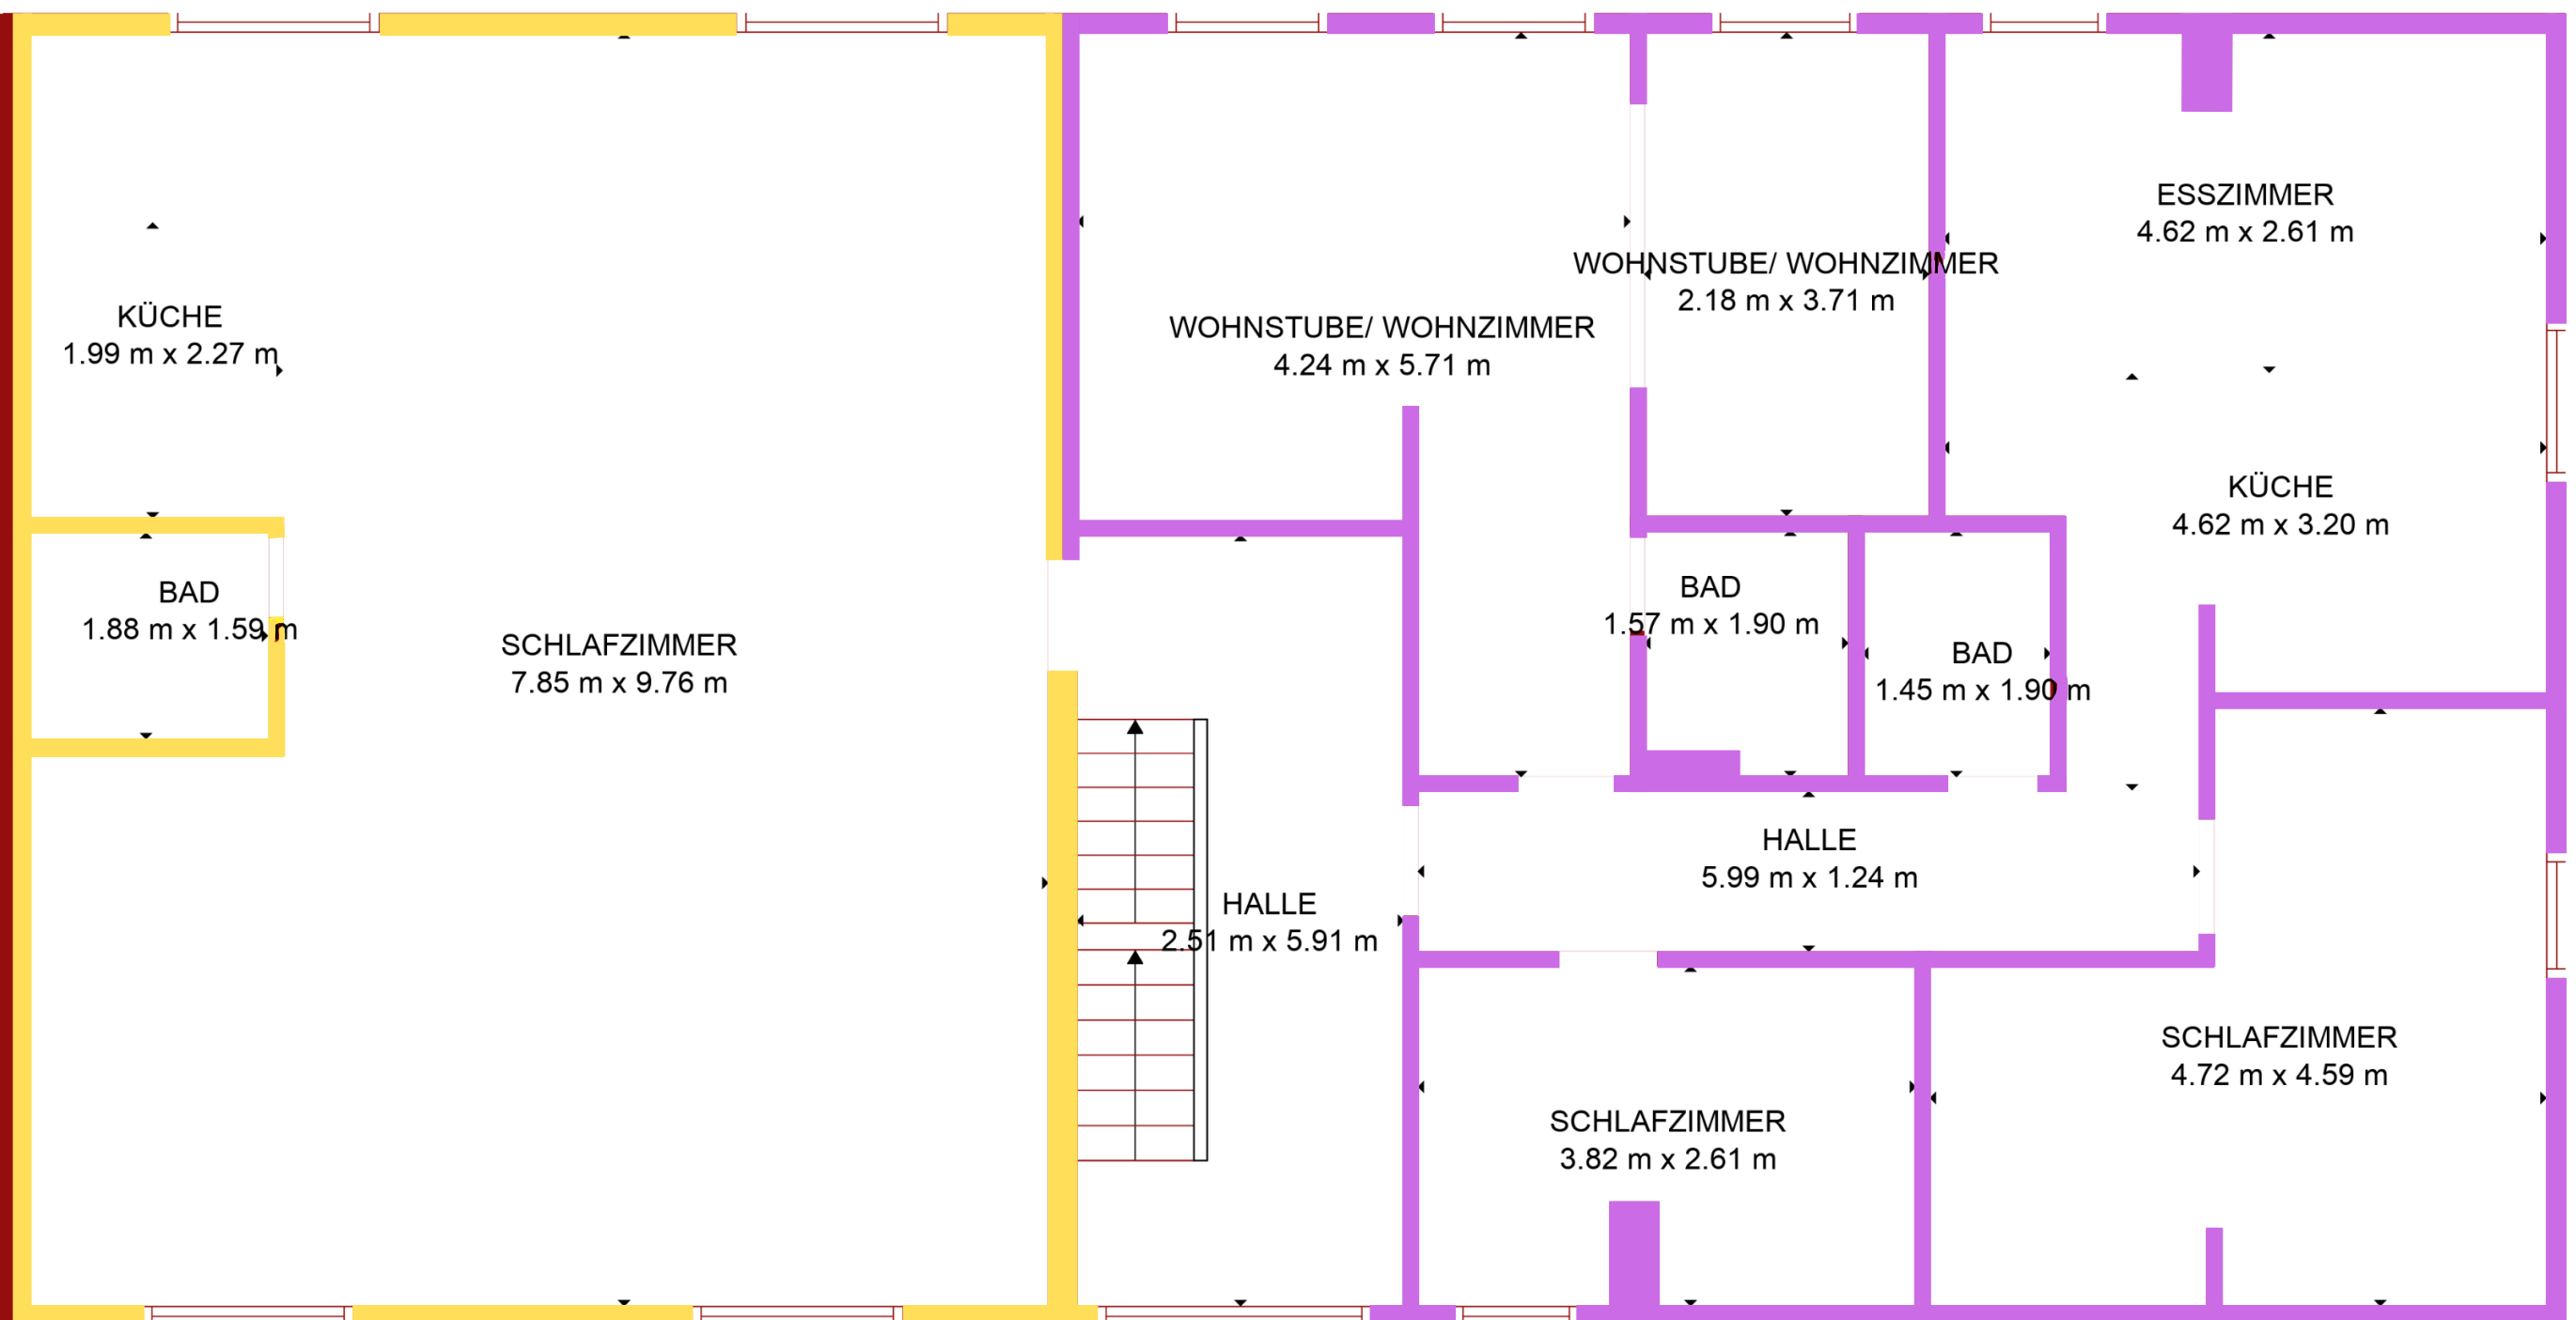 KÜCHE
1.99 m x 2.27 m
BAD
1.88 m x 1.59 m
SCHLAFZIMMER
7.85 m x 9.76 m
WOHNSTUBE/ WOHNZIMMER
4.24 m x 5.71 m
WOHNSTUBE/ WOHNZIMMER
2.18 m x 3.71 m
ESSZIMMER
4.62 m x 2.61 m
KÜCHE
4.62 m x 3.20 m
BAD
1.57 m x 1.90 m
BAD
1.45 m x 1.90 m
HALLE
5.99 m x 1.24 m
HALLE
2.51 m x 5.91 m
SCHLAFZIMMER
3.82 m x 2.61 m
SCHLAFZIMMER
4.72 m x 4.59 m